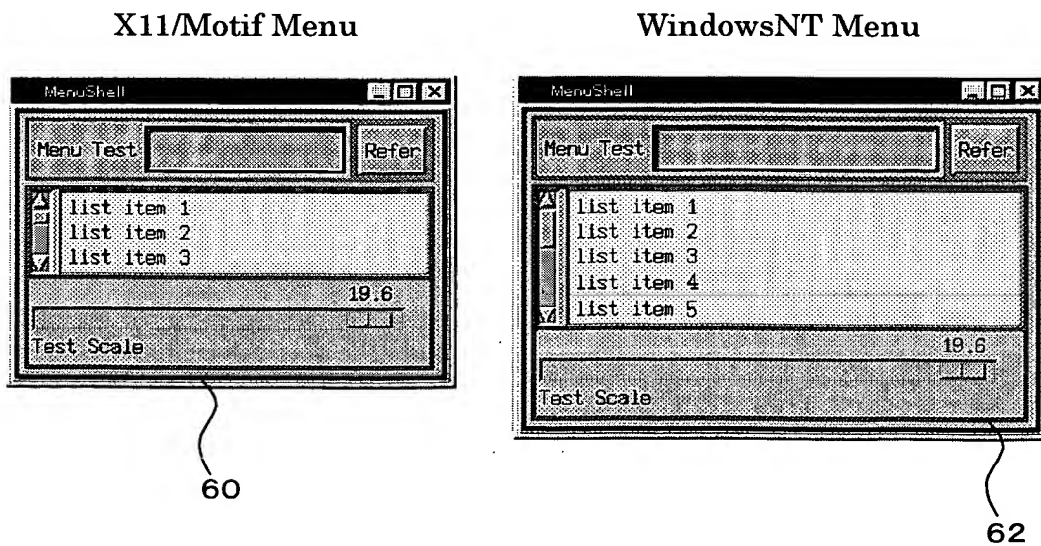 X11/Motif Menu
MenuShell
Menu Test
Refer
list item 1
list item 2
list item 3
19.6
Test Scale
60
WindowsNT Menu
MenuShell
Menu Test
Refer
list item 1
list item 2
list item 3
list item 4
list item 5
19.6
Test Scale
62